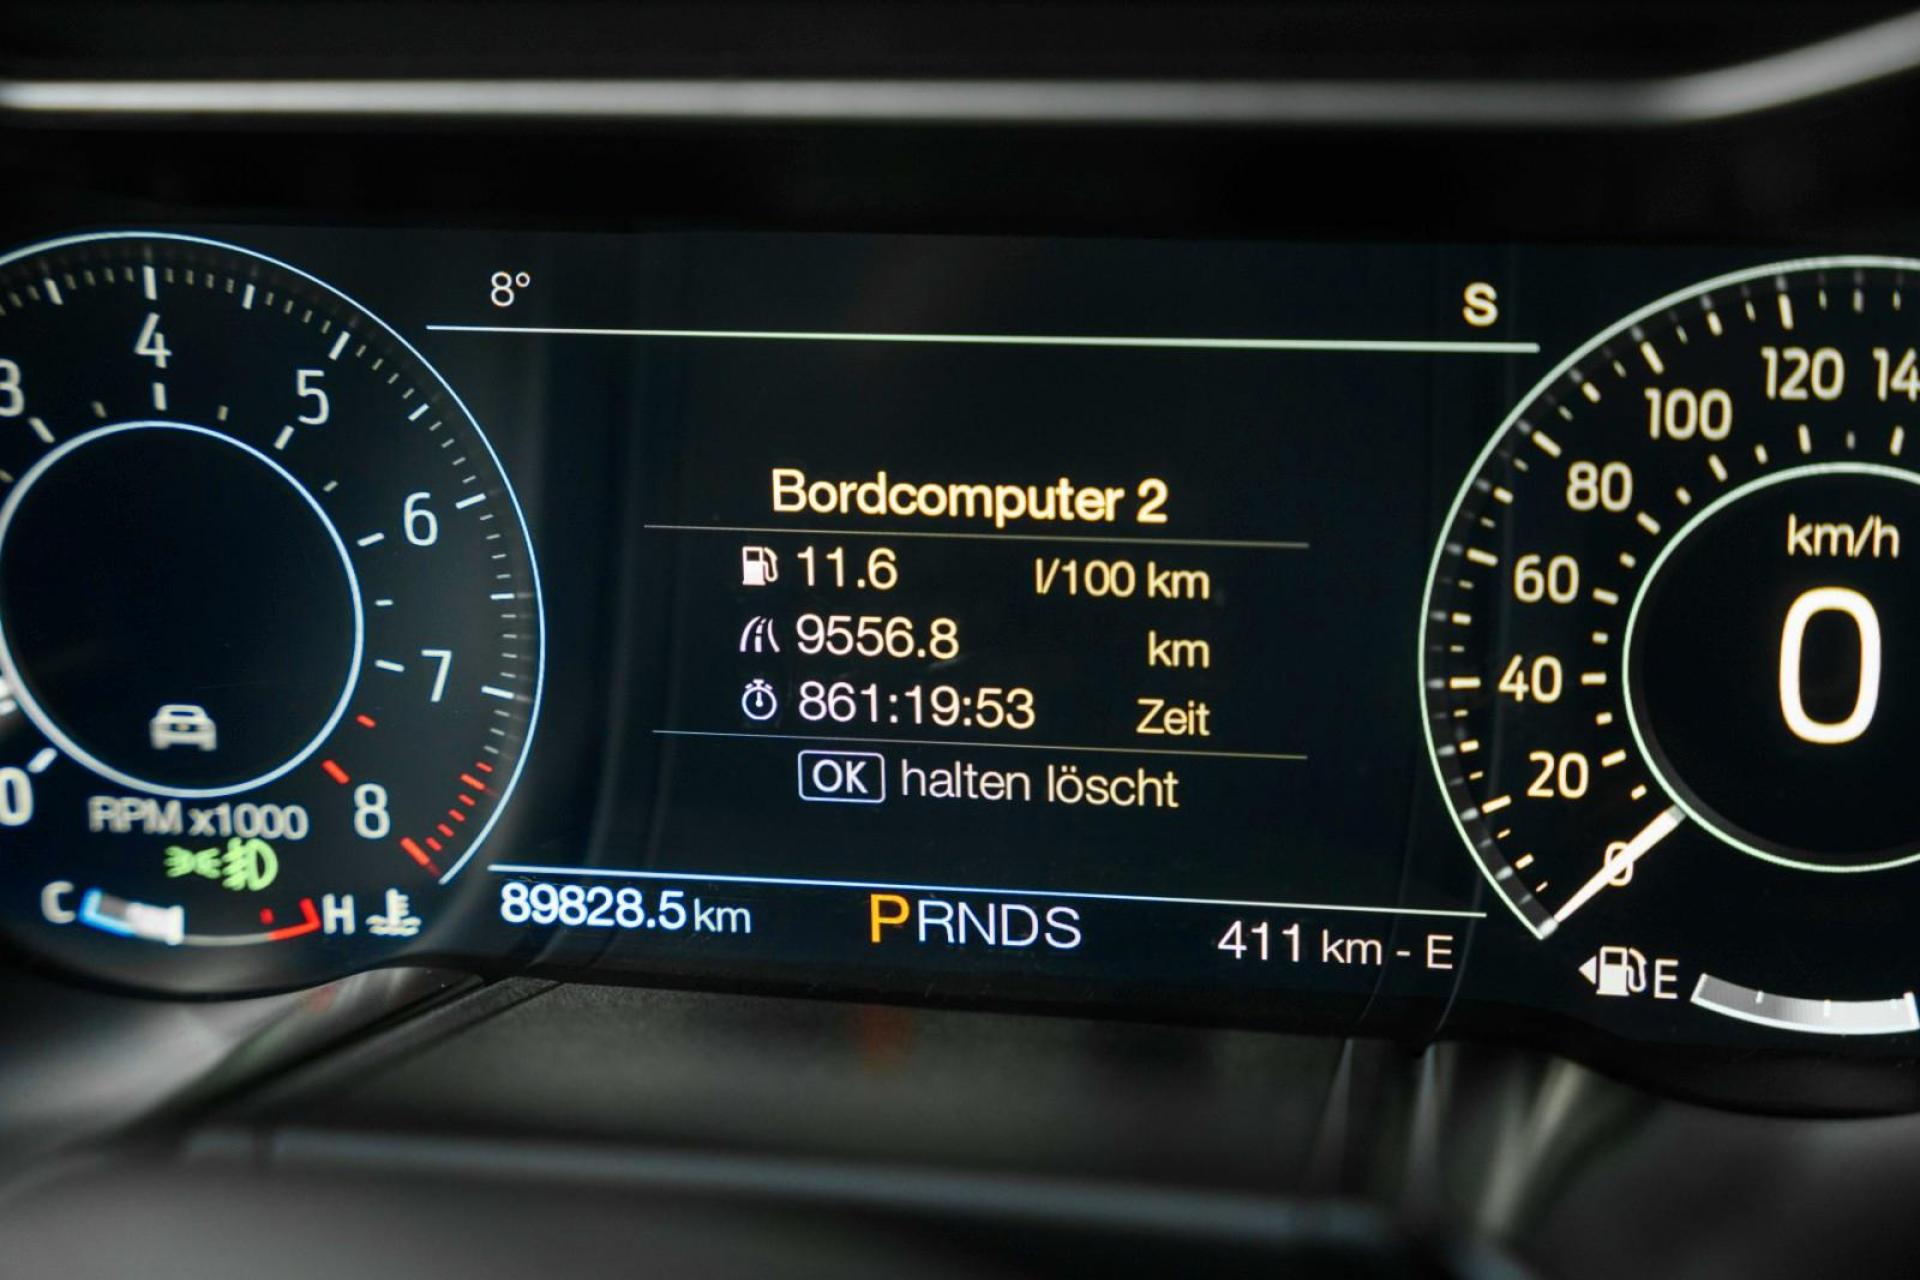 8°
S
3
4
5
6
7
8
0
RPM x1000
C
H
Bordcomputer 2
11.6 l/100 km
9556.8 km
861:19:53 Zeit
OK halten löscht
89828.5 km
PRNDS
411 km - E
120
100
80
60
40
20
0
km/h
0
E